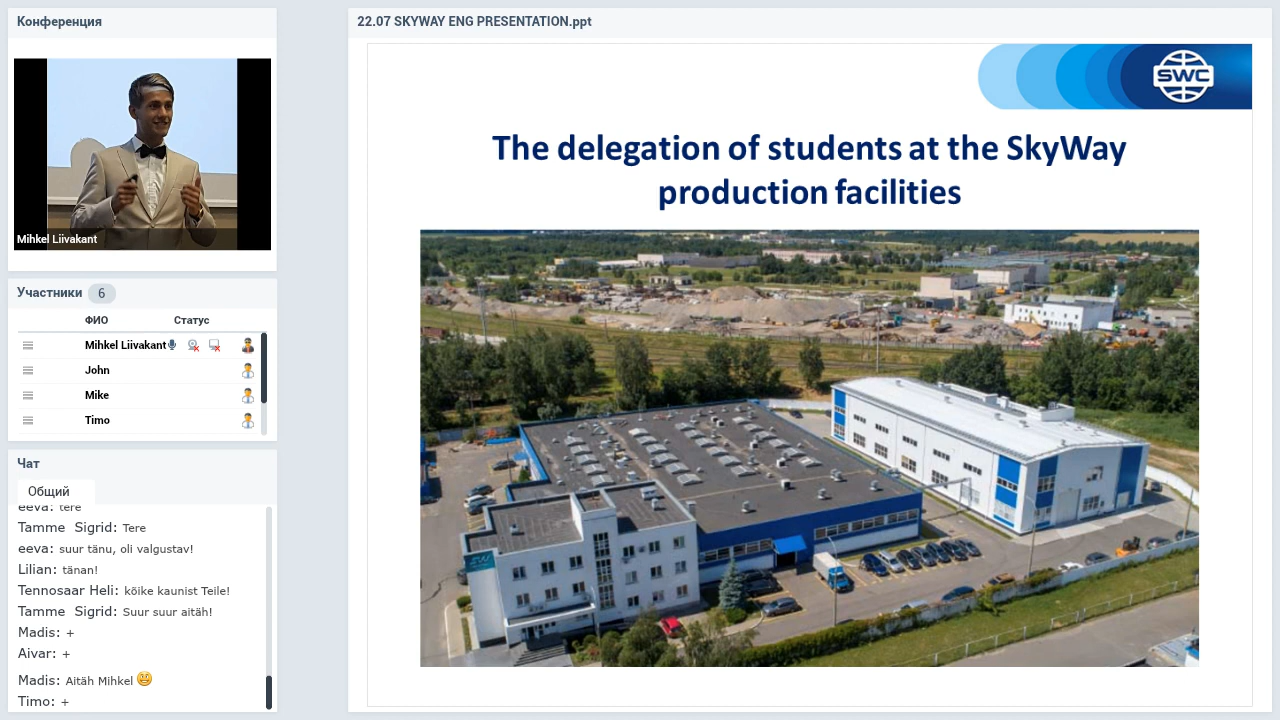 Конференция
Mihkel Liivakant
Участники 6
ФИО Статус
Mihkel Liivakant
John
Mike
Timo
Чат
Общий
eeva: tere
Tamme Sigrid: Tere
eeva: suur tänu, oli valgustav!
Lilian: tänan!
Tennosaar Heli: kõike kaunist Teile!
Tamme Sigrid: Suur suur aitäh!
Madis: +
Aivar: +
Madis: Aitäh Mihkel
Timo: +
22.07 SKYWAY ENG PRESENTATION.ppt
SWC
The delegation of students at the SkyWay
production facilities